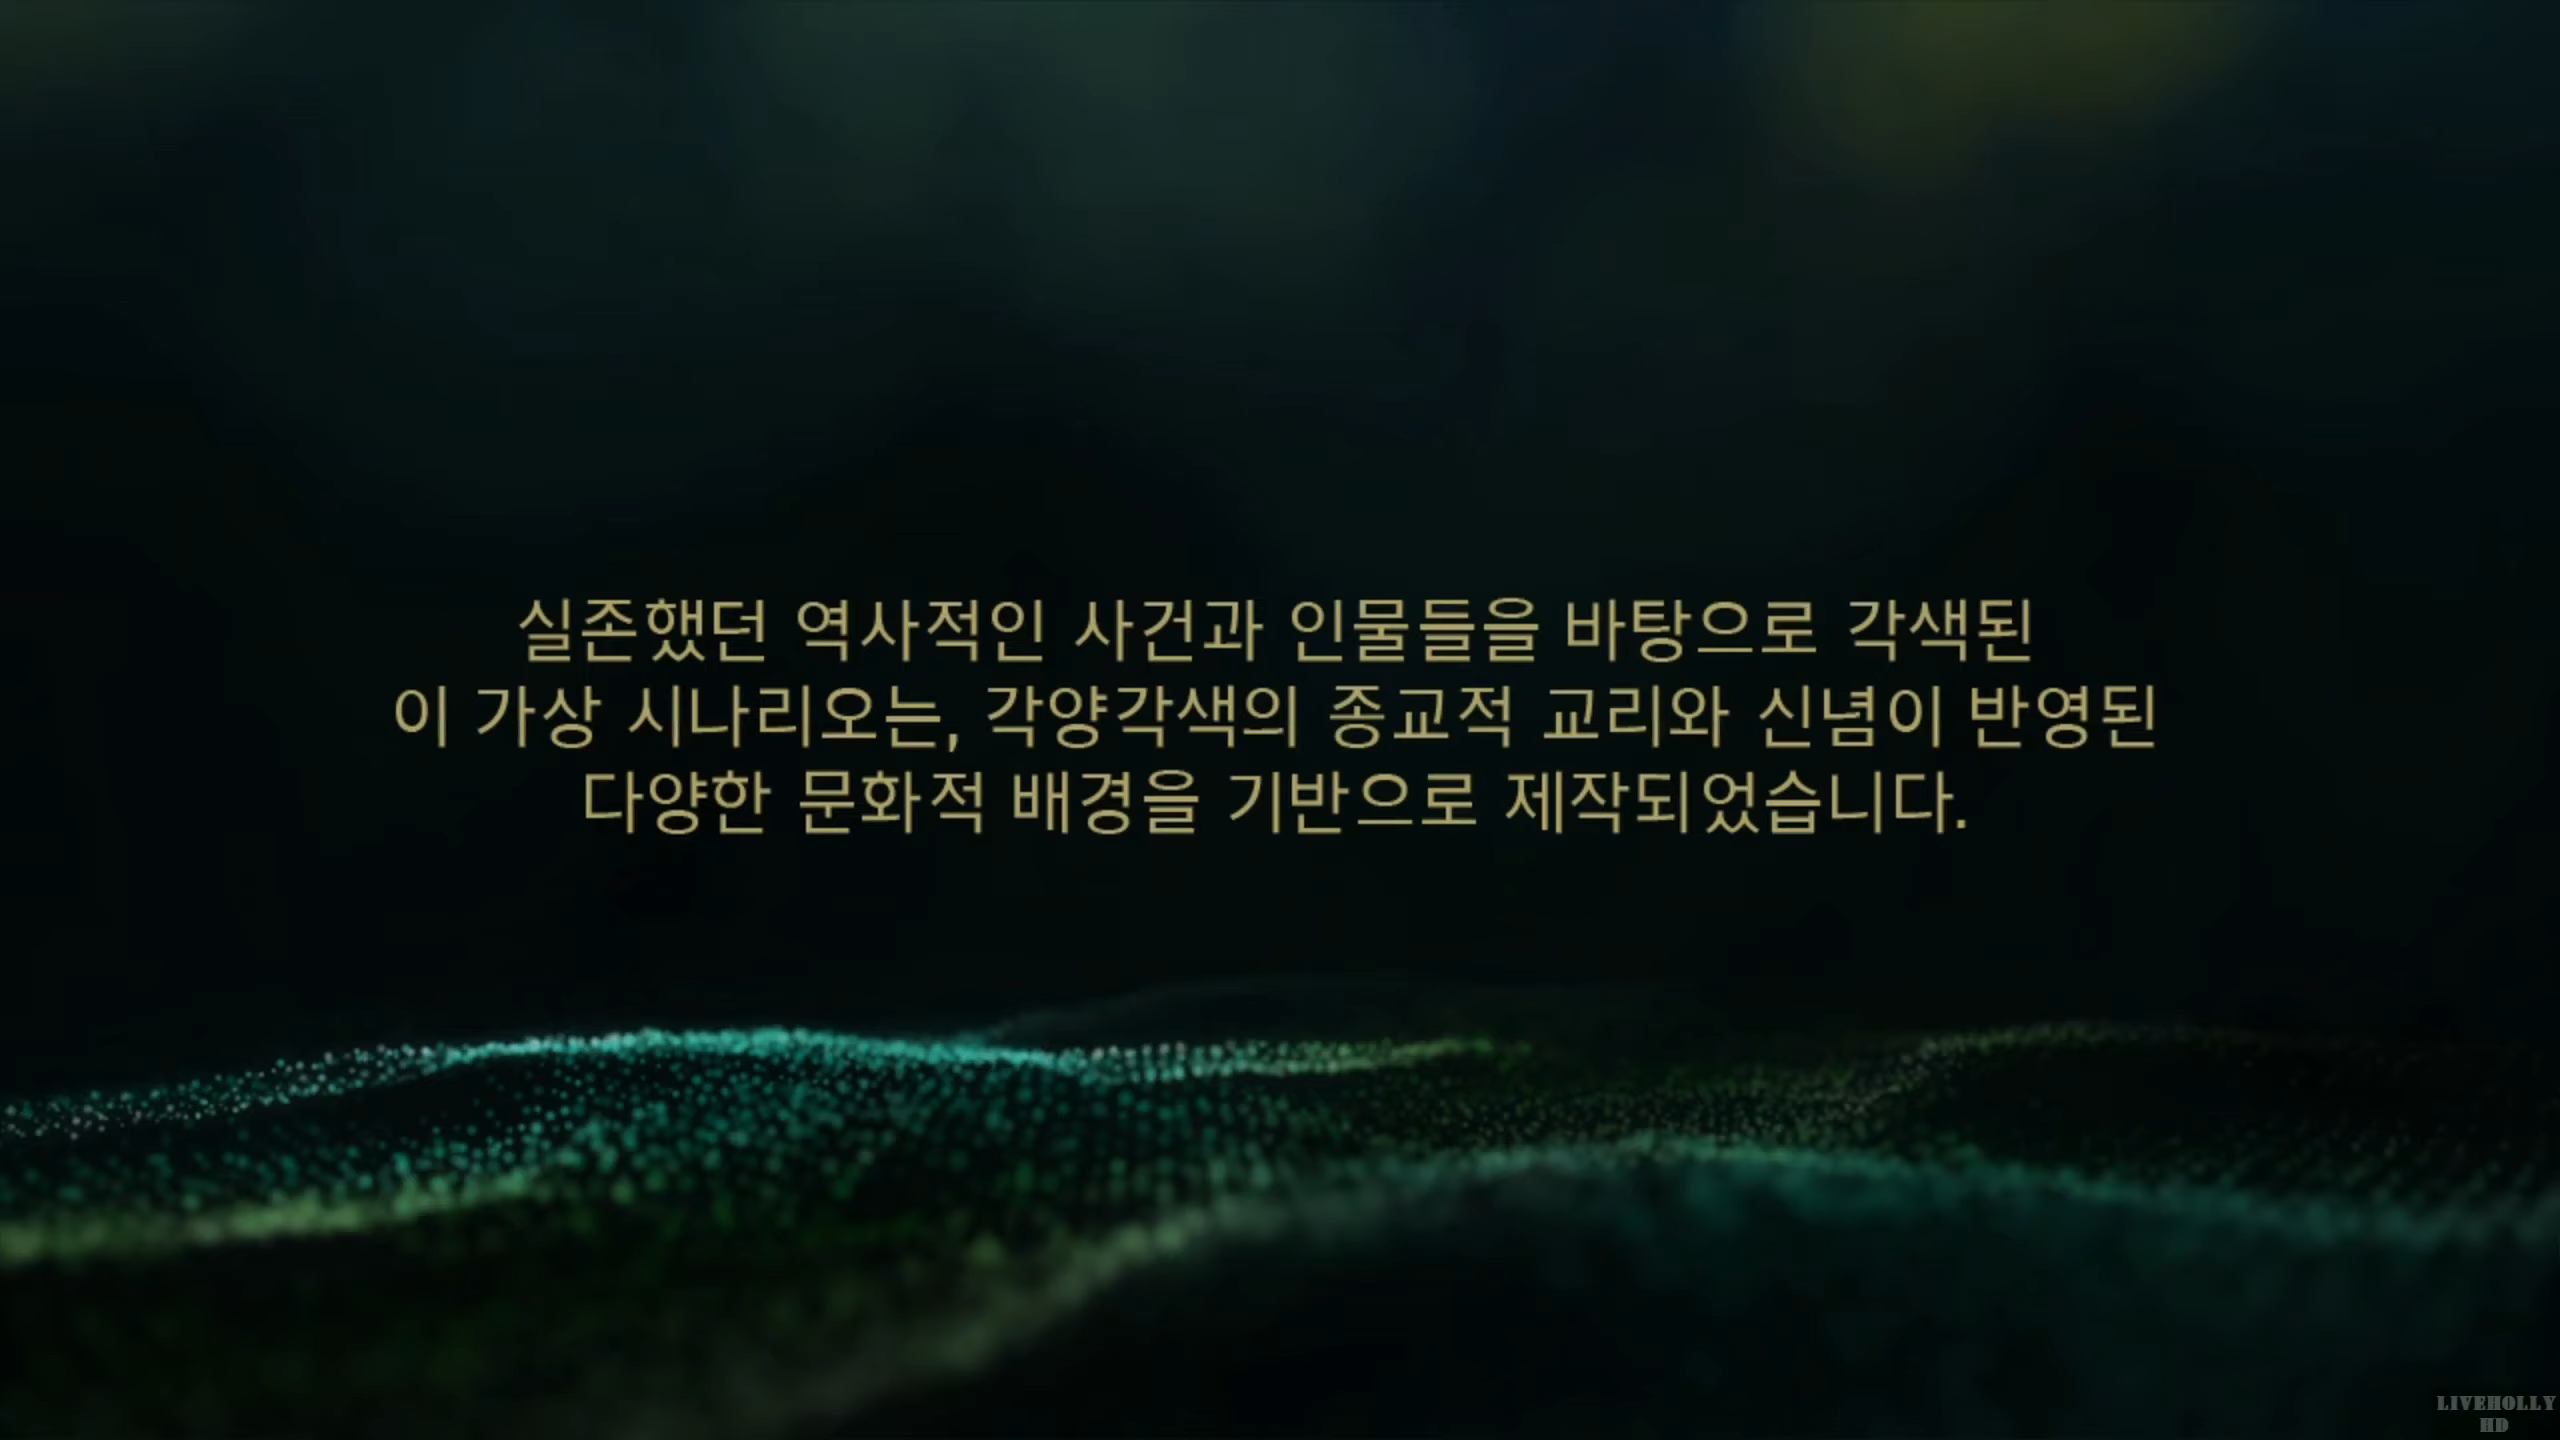 실존했던 역사적인 사건과 인물들을 바탕으로 각색된
이 가상 시나리오는, 각양각색의 종교적 교리와 신념이 반영된
다양한 문화적 배경을 기반으로 제작되었습니다.
LIVEHOLLY
HD